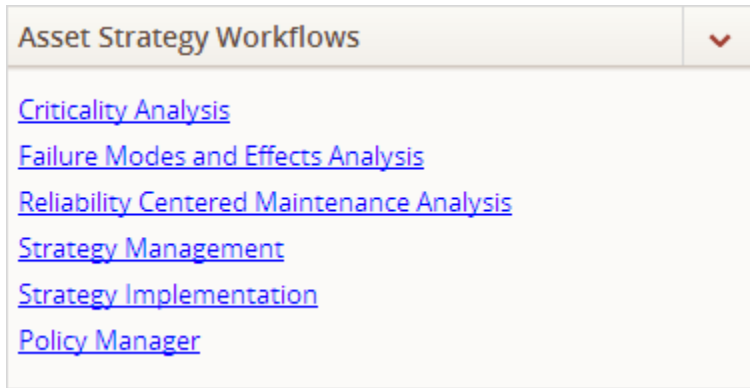 Asset Strategy Workflows
Criticality Analysis
Failure Modes and Effects Analysis
Reliability Centered Maintenance Analysis
Strategy Management
Strategy Implementation
Policy Manager